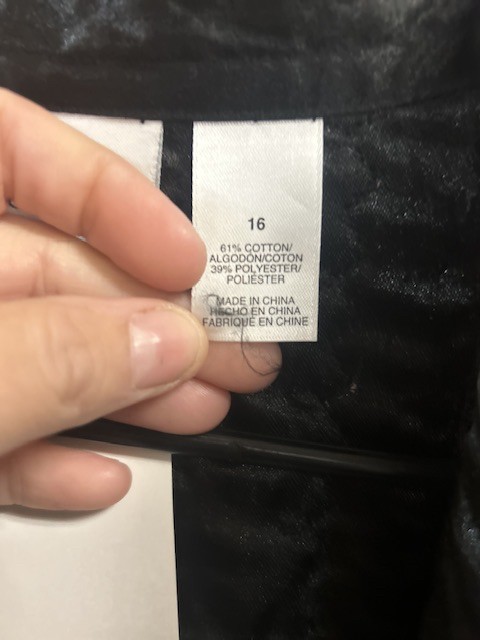 16
61% COTTON/
ALGODÓN/COTON
39% POLYESTER/
POLIÉSTER
MADE IN CHINA
HECHO EN CHINA
FABRIQUÉ EN CHINE